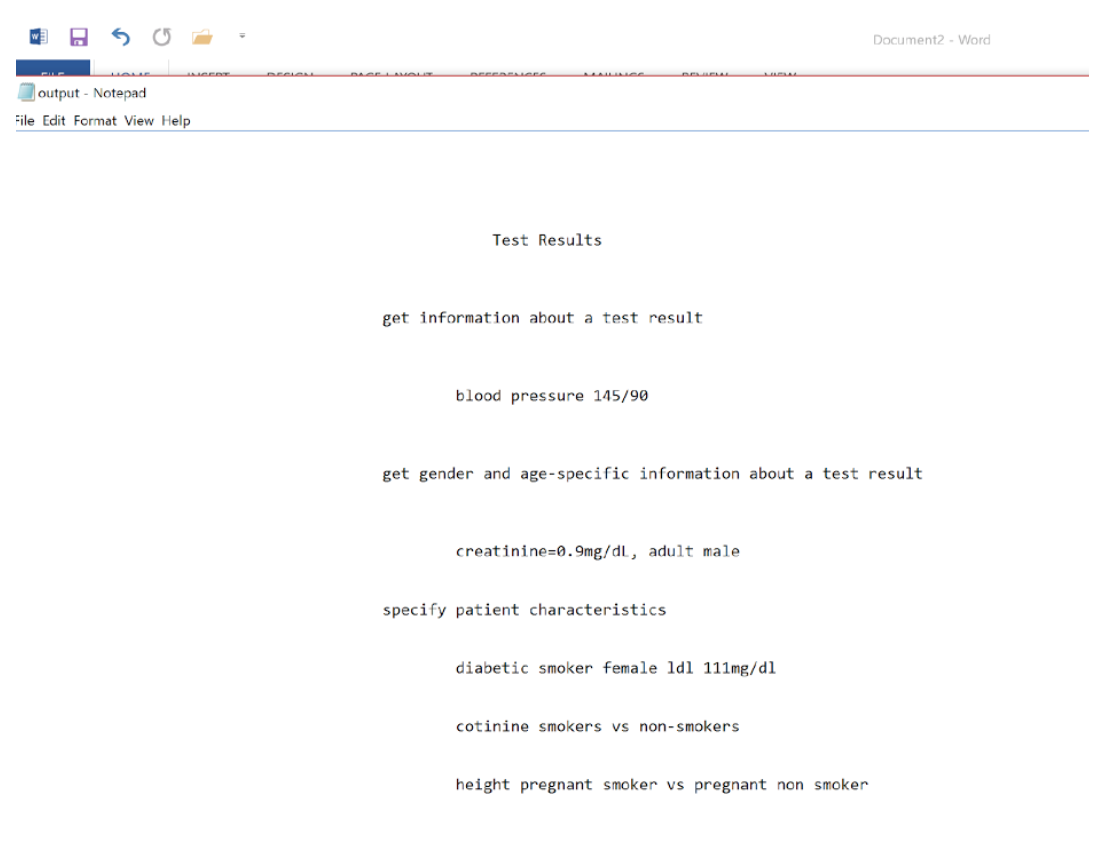 Document2 - Word
FILE HOME INSERT DESIGN PAGE LAYOUT REFERENCES MAILINGS REVIEW VIEW
output - Notepad
File Edit Format View Help
Test Results
get information about a test result
blood pressure 145/90
get gender and age-specific information about a test result
creatinine=0.9mg/dL, adult male
specify patient characteristics
diabetic smoker female ldl 111mg/dl
cotinine smokers vs non-smokers
height pregnant smoker vs pregnant non smoker